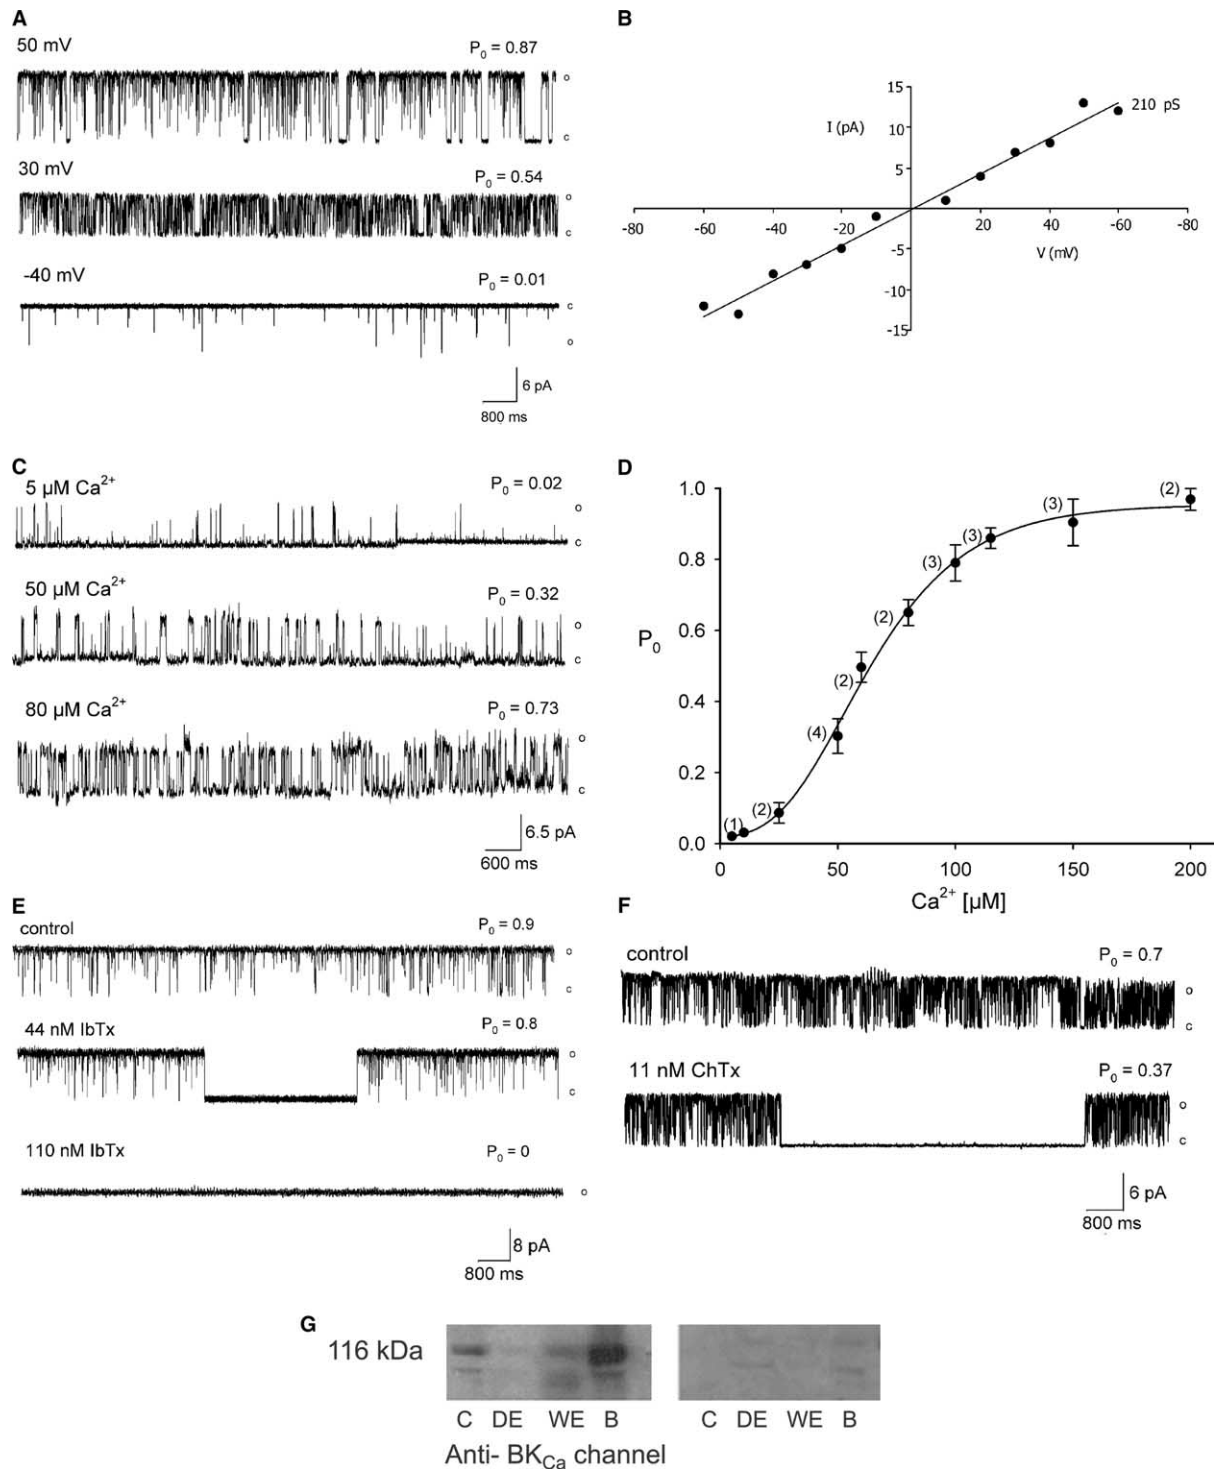 A
50 mV
P0 = 0.87
o
c
30 mV
P0 = 0.54
o
c
-40 mV
P0 = 0.01
c
o
6 pA
800 ms
B
15
10
5
-5
-10
-15
I (pA)
210 pS
-80
-60
-40
-20
20
40
-60
-80
V (mV)
C
5 µM Ca2+
P0 = 0.02
o
c
50 µM Ca2+
P0 = 0.32
o
c
80 µM Ca2+
P0 = 0.73
o
c
6.5 pA
600 ms
D
1.0
0.8
0.6
0.4
0.2
0.0
P0
(1)
(2)
(4)
(2)
(2)
(3)
(3)
(3)
(2)
0
50
100
150
200
Ca2+ [µM]
E
control
P0 = 0.9
o
c
44 nM IbTx
P0 = 0.8
o
c
110 nM IbTx
P0 = 0
o
8 pA
800 ms
F
control
P0 = 0.7
o
c
11 nM ChTx
P0 = 0.37
o
c
6 pA
800 ms
G
116 kDa
C DE WE B
C DE WE B
Anti- BKCa channel